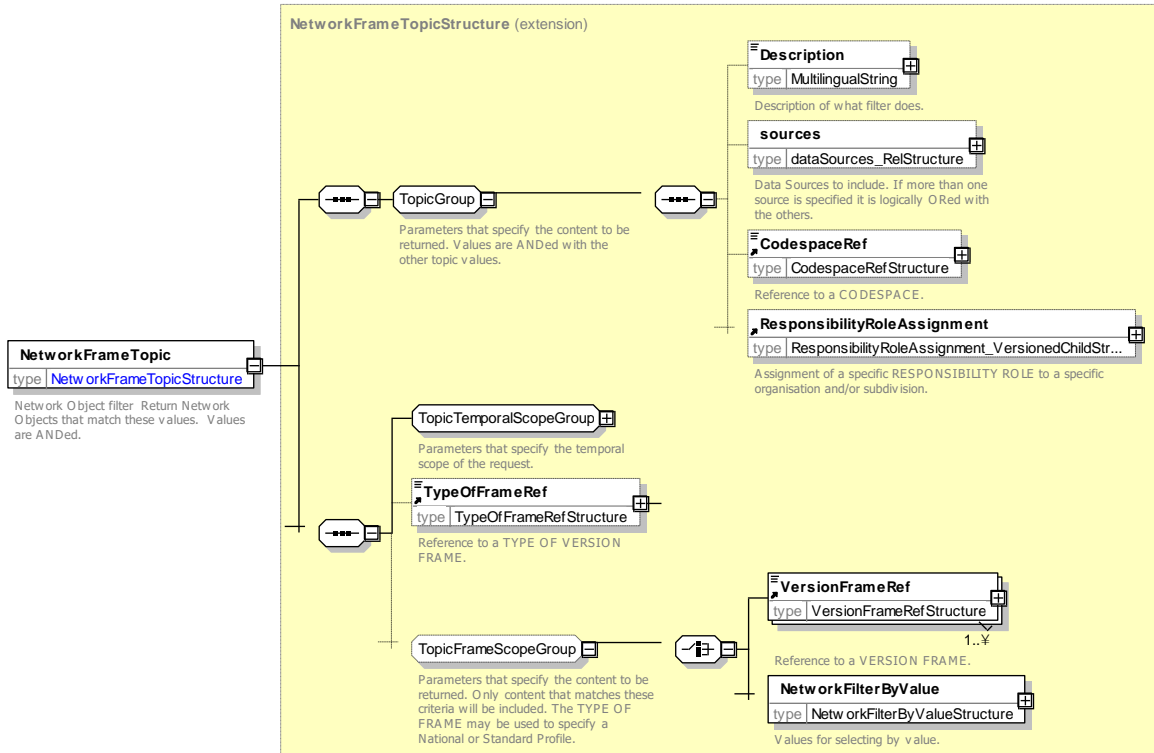 NetworkFrameTopicStructure (extension)
Description
type MultilingualString
Description of what filter does.
sources
type dataSources_RelStructure
Data Sources to include. If more than one
source is specified it is logically ORed with
the others.
TopicGroup
Parameters that specify the content to be
returned. Values are ANDed with the
other topic values.
CodespaceRef
type CodespaceRefStructure
Reference to a CODESPACE.
ResponsibilityRoleAssignment
type ResponsibilityRoleAssignment_VersionedChildStr...
Assignment of a specific RESPONSIBILITY ROLE to a specific
organisation and/or subdivision.
NetworkFrameTopic
type NetworkFrameTopicStructure
Network Object filter Return Network
Objects that match these values. Values
are ANDed.
TopicTemporalScopeGroup
Parameters that specify the temporal
scope of the request.
TypeOfFrameRef
type TypeOfFrameRefStructure
Reference to a TYPE OF VERSION
FRAME.
VersionFrameRef
type VersionFrameRefStructure
1..¥
Reference to a VERSION FRAME.
TopicFrameScopeGroup
Parameters that specify the content to be
returned. Only content that matches these
criteria will be included. The TYPE OF
FRAME may be used to specify a
National or Standard Profile.
NetworkFilterByValue
type NetworkFilterByValueStructure
Values for selecting by value.